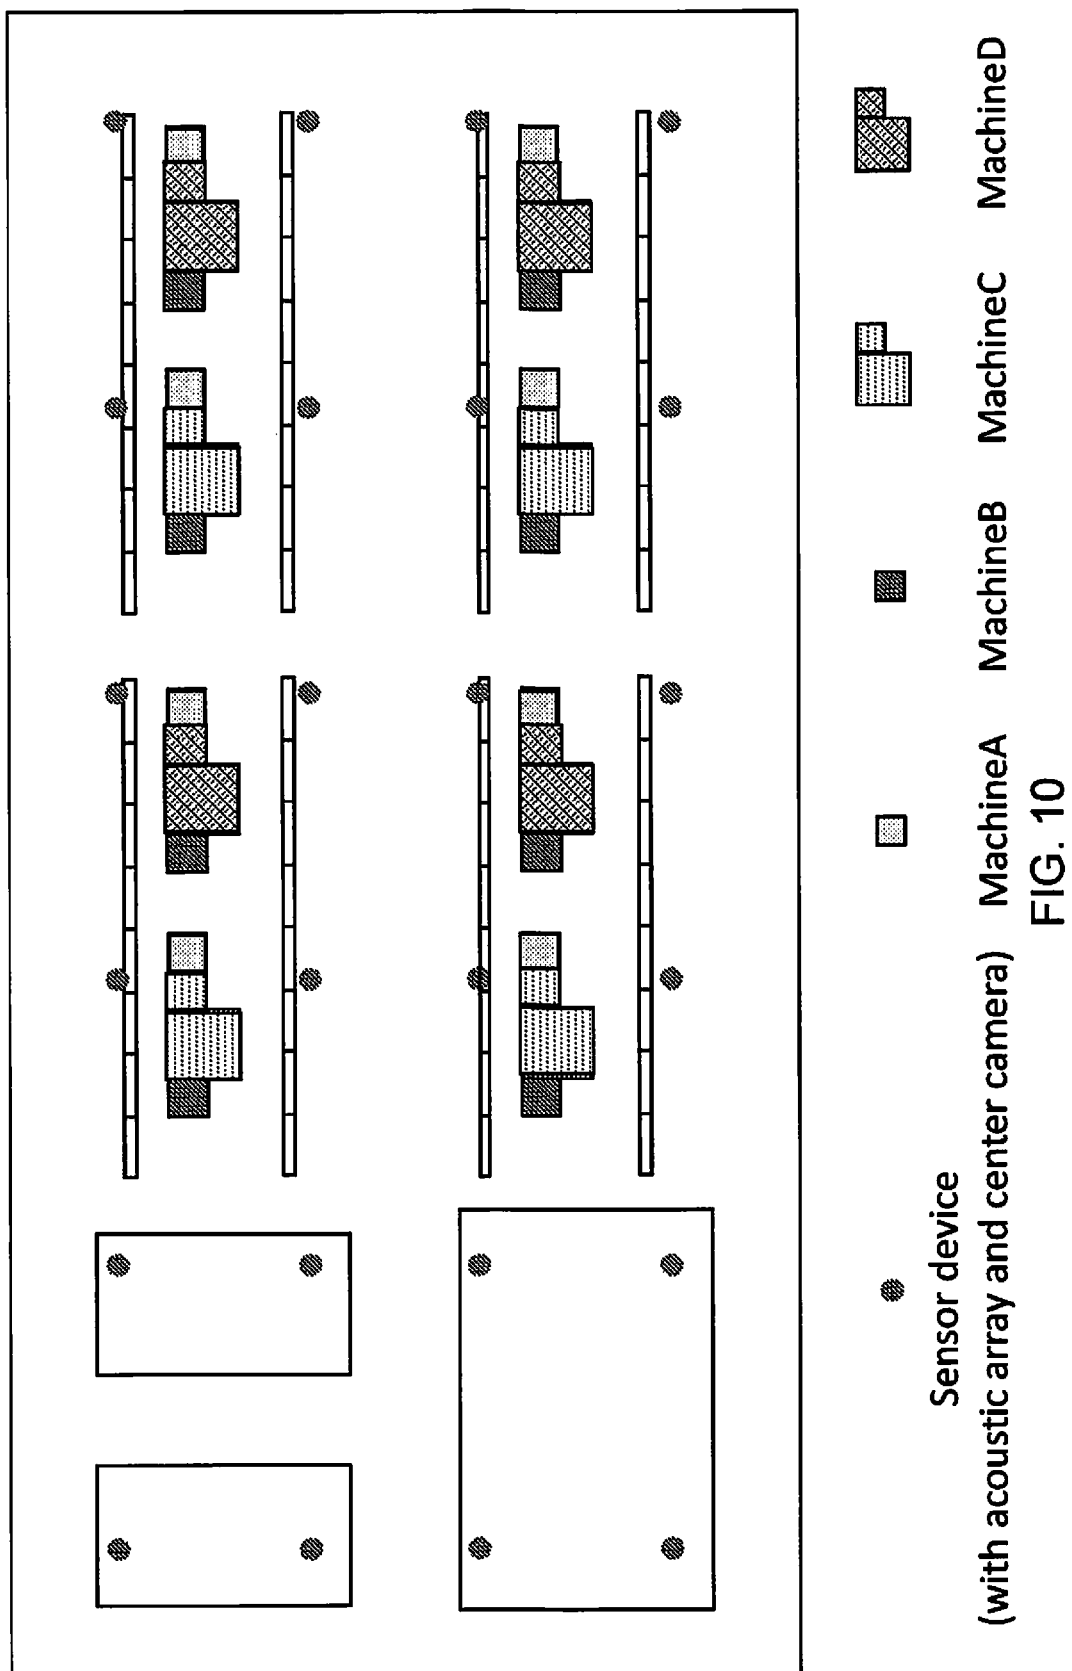 Sensor device
(with acoustic array and center camera)
MachineA
MachineB
MachineC
MachineD
FIG. 10